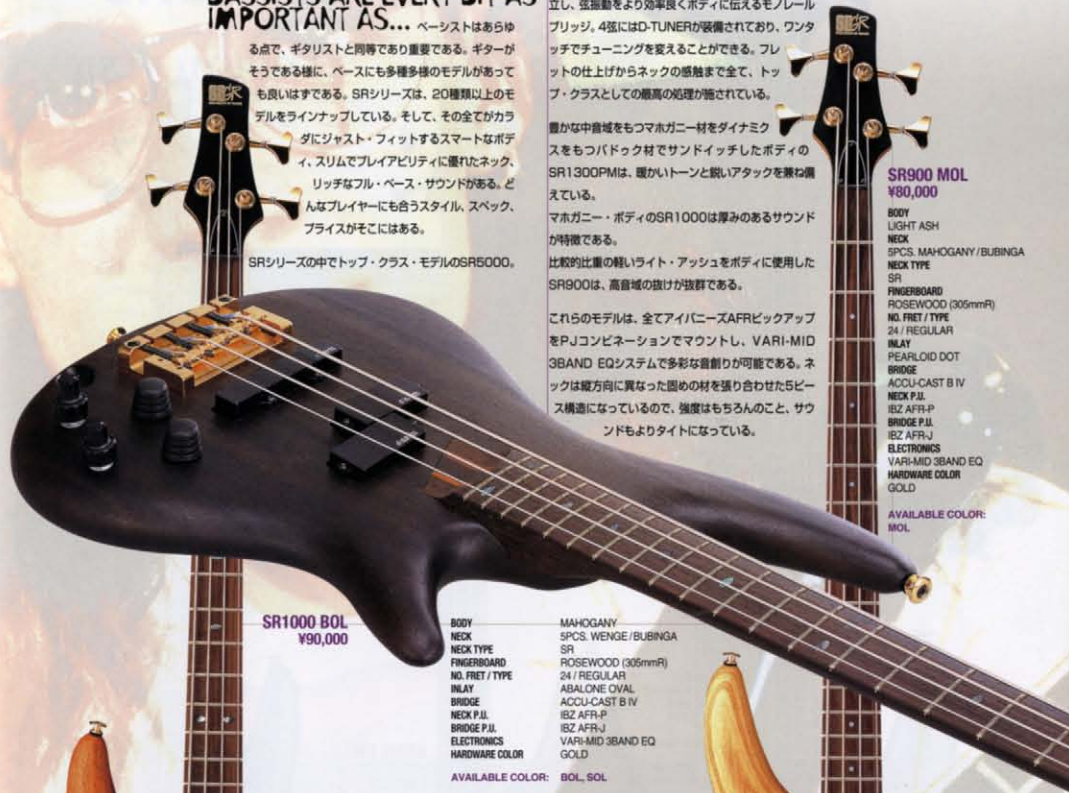 BASSISTS ARE EVERY BIT AS
IMPORTANT AS... ベーシストはあらゆ
る点で、ギタリストと同等であり重要である。ギターが
そうである様に、ベースにも多種多様のモデルがあって
も良いはずである。SRシリーズは、20種類以上のモ
デルをラインナップしている。そして、その全てがカラ
ダにジャスト・フィットするスマートなボデ
ィ、スリムでプレイアビリティに優れたネック、
リッチなフル・ベース・サウンドがある。ど
んなプレイヤーにも合うスタイル、スペック、
プライスがそこにはある。
SRシリーズの中でトップ・クラス・モデルのSR5000。
立し、弦振動をより効率良くボディに伝えるモノレール
ブリッジ。4弦にはD-TUNERが装備されており、ワンタ
ッチでチューニングを変えることができる。フレ
ットの仕上げからネックの感触まで全て、トッ
プ・クラスとしての最高の処理が施されている。
豊かな中音域をもつマホガニー材をダイナミク
スをもつパドゥク材でサンドイッチしたボディの
SR1300PMは、暖かいトーンと鋭いアタックを兼ね備
えている。
マホガニー・ボディのSR1000は厚みのあるサウンド
が特徴である。
比較的比重の軽いライト・アッシュをボディに使用した
SR900は、高音域の抜けが抜群である。
これらのモデルは、全てアイバニーズAFRピックアップ
をPJコンビネーションでマウントし、VARI-MID
3BAND EQシステムで多彩な音創りが可能である。ネ
ックは縦方向に異なった固めの材を張り合わせた5ピー
ス構造になっているので、強度はもちろんのこと、サウ
ンドもよりタイトになっている。
SR900 MOL
¥80,000
BODY
LIGHT ASH
NECK
5PCS. MAHOGANY / BUBINGA
NECK TYPE
SR
FINGERBOARD
ROSEWOOD (305mmR)
NO. FRET / TYPE
24 / REGULAR
INLAY
PEARLOID DOT
BRIDGE
ACCU-CAST B IV
NECK P.U.
IBZ AFR-P
BRIDGE P.U.
IBZ AFR-J
ELECTRONICS
VARI-MID 3BAND EQ
HARDWARE COLOR
GOLD
AVAILABLE COLOR:
MOL
SR1000 BOL
¥90,000
BODY MAHOGANY
NECK 5PCS. WENGE / BUBINGA
NECK TYPE SR
FINGERBOARD ROSEWOOD (305mmR)
NO. FRET / TYPE 24 / REGULAR
INLAY ABALONE OVAL
BRIDGE ACCU-CAST B IV
NECK P.U. IBZ AFR-P
BRIDGE P.U. IBZ AFR-J
ELECTRONICS VARI-MID 3BAND EQ
HARDWARE COLOR GOLD
AVAILABLE COLOR: BOL, SOL